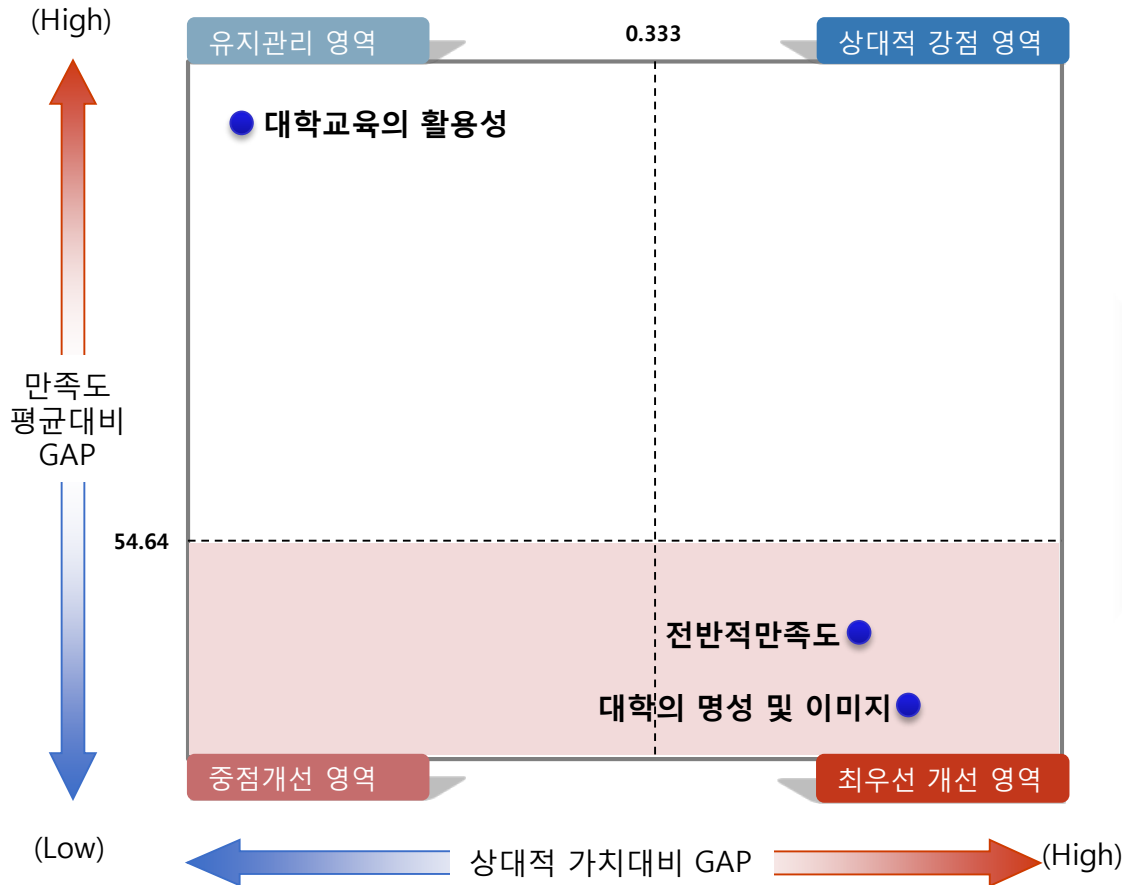 (High)
유지관리 영역
0.333
상대적 강점 영역
대학교육의 활용성
만족도
평균대비
GAP
54.64
전반적만족도
대학의 명성 및 이미지
중점개선 영역
최우선 개선 영역
(Low)
상대적 가치대비 GAP
(High)